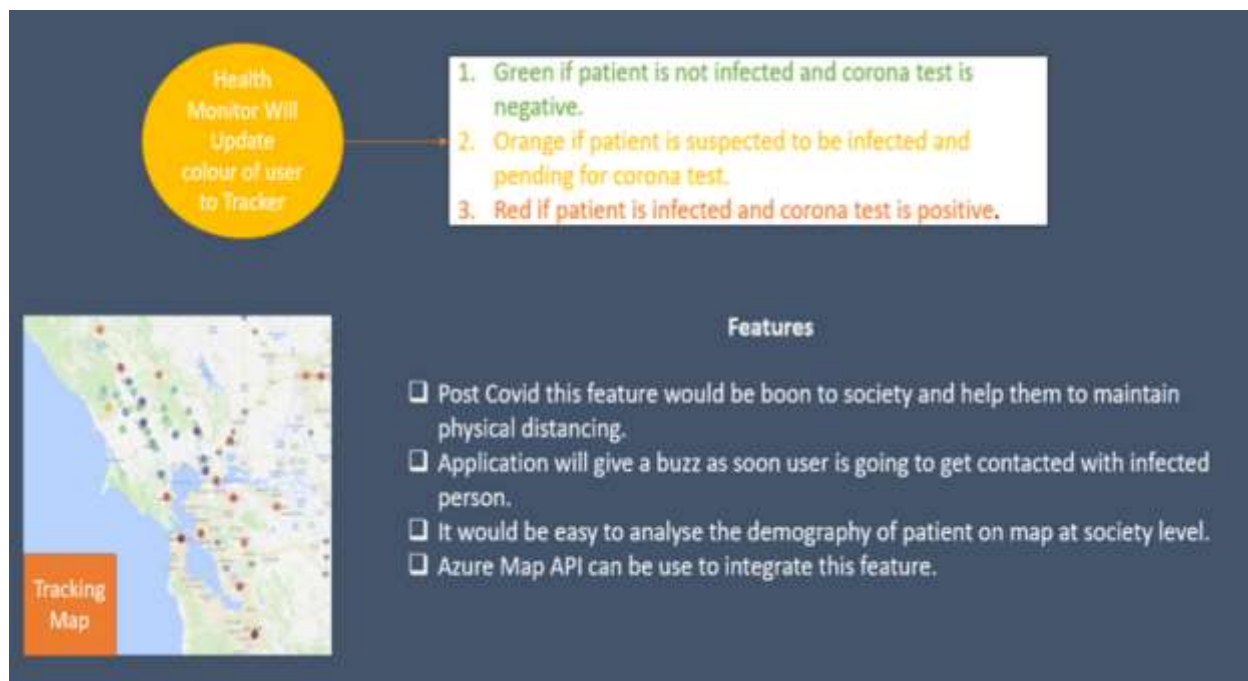 Health
Monitor Will
Update
colour of user
to Tracker
1. Green if patient is not infected and corona test is
negative.
2. Orange if patient is suspected to be infected and
pending for corona test.
3. Red if patient is infected and corona test is positive.
Features
Post Covid this feature would be boon to society and help them to maintain
physical distancing.
Application will give a buzz as soon user is going to get contacted with infected
person.
It would be easy to analyse the demography of patient on map at society level.
Azure Map API can be use to integrate this feature.
Tracking
Map